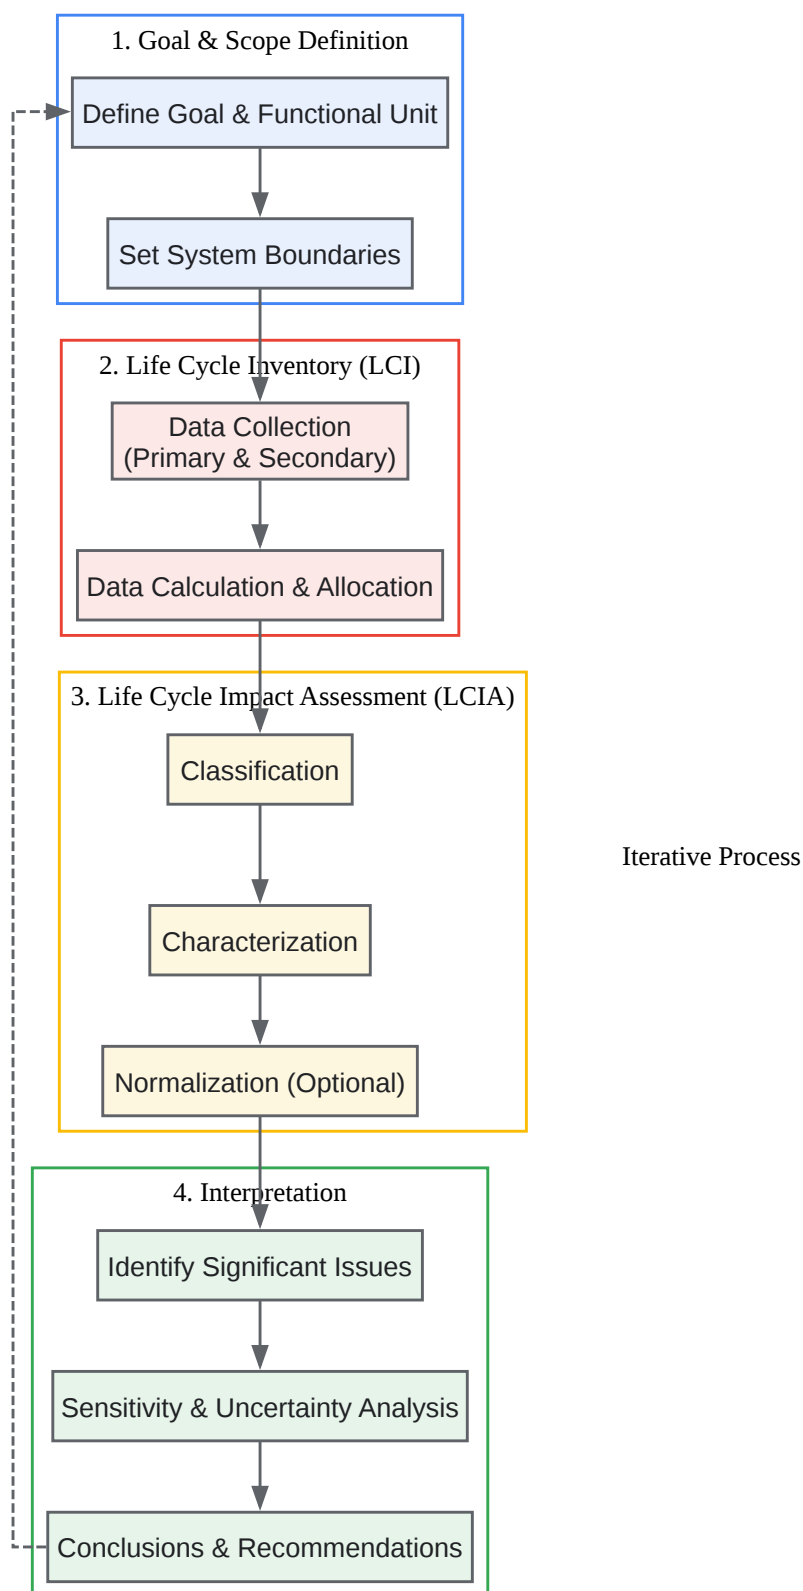 1. Goal & Scope Definition
Define Goal & Functional Unit
Set System Boundaries
2. Life Cycle Inventory (LCI)
Data Collection
(Primary & Secondary)
Data Calculation & Allocation
3. Life Cycle Impact Assessment (LCIA)
Classification
Iterative Process
Characterization
Normalization (Optional)
4. Interpretation
Identify Significant Issues
Sensitivity & Uncertainty Analysis
Conclusions & Recommendations